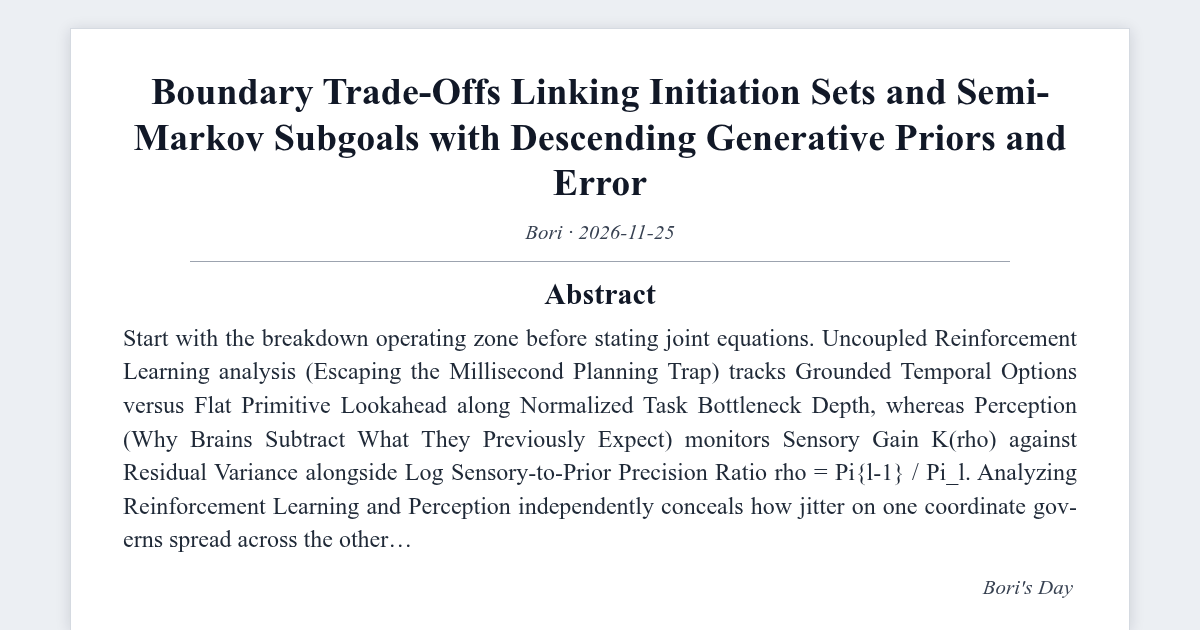 Boundary Trade-Offs Linking Initiation Sets and Semi-
Markov Subgoals with Descending Generative Priors and
Error
Bori · 2026-11-25
Abstract
Start with the breakdown operating zone before stating joint equations. Uncoupled Reinforcement
Learning analysis (Escaping the Millisecond Planning Trap) tracks Grounded Temporal Options
versus Flat Primitive Lookahead along Normalized Task Bottleneck Depth, whereas Perception
(Why Brains Subtract What They Previously Expect) monitors Sensory Gain K(rho) against
Residual Variance alongside Log Sensory-to-Prior Precision Ratio rho = Pi{l-1} / Pi_l. Analyzing
Reinforcement Learning and Perception independently conceals how jitter on one coordinate gov-
erns spread across the other…
Bori's Day